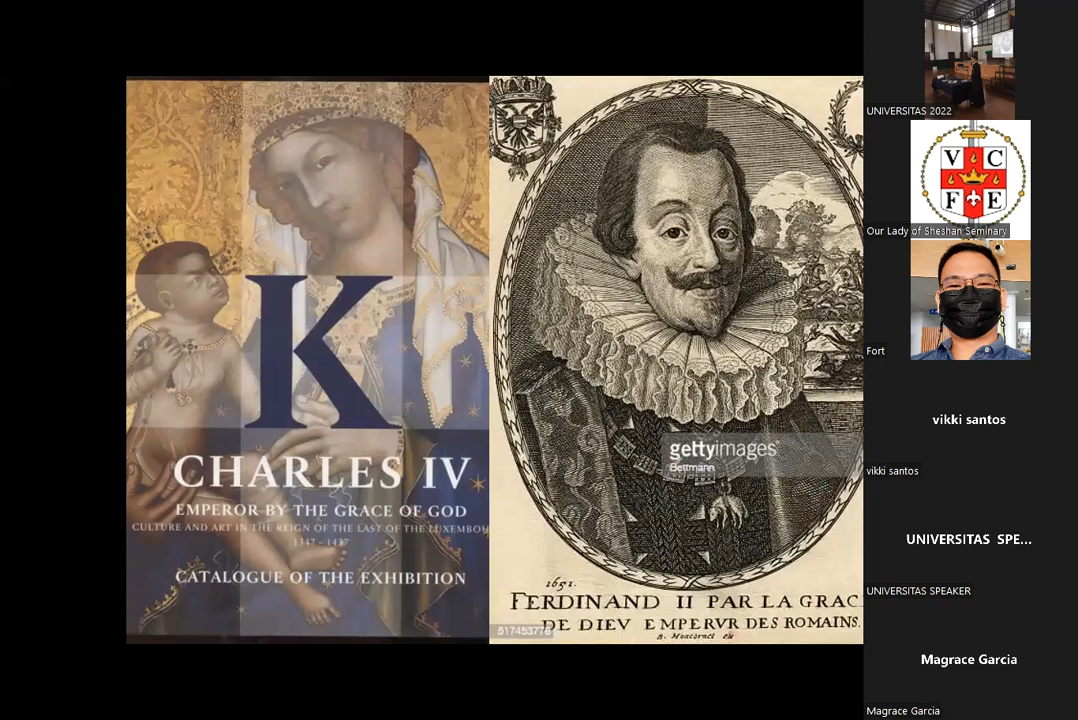 K
CHARLES IV
EMPEROR BY THE GRACE OF GOD
CULTURE AND ART IN THE REIGN OF THE LAST OF THE LUXEMBOU
1347 - 1437
CATALOGUE OF THE EXHIBITION
gettyimages
Bettmann
1651.
FERDINAND II PAR LA GRAC
DE DIEV EMPERVR DES ROMAINS.
B. Moncornet
517453776
UNIVERSITAS 2022
V C
F E
Our Lady of Sheshan Seminary
Fort
vikki santos
vikki santos
UNIVERSITAS SPE...
UNIVERSITAS SPEAKER
Magrace Garcia
Magrace Garcia